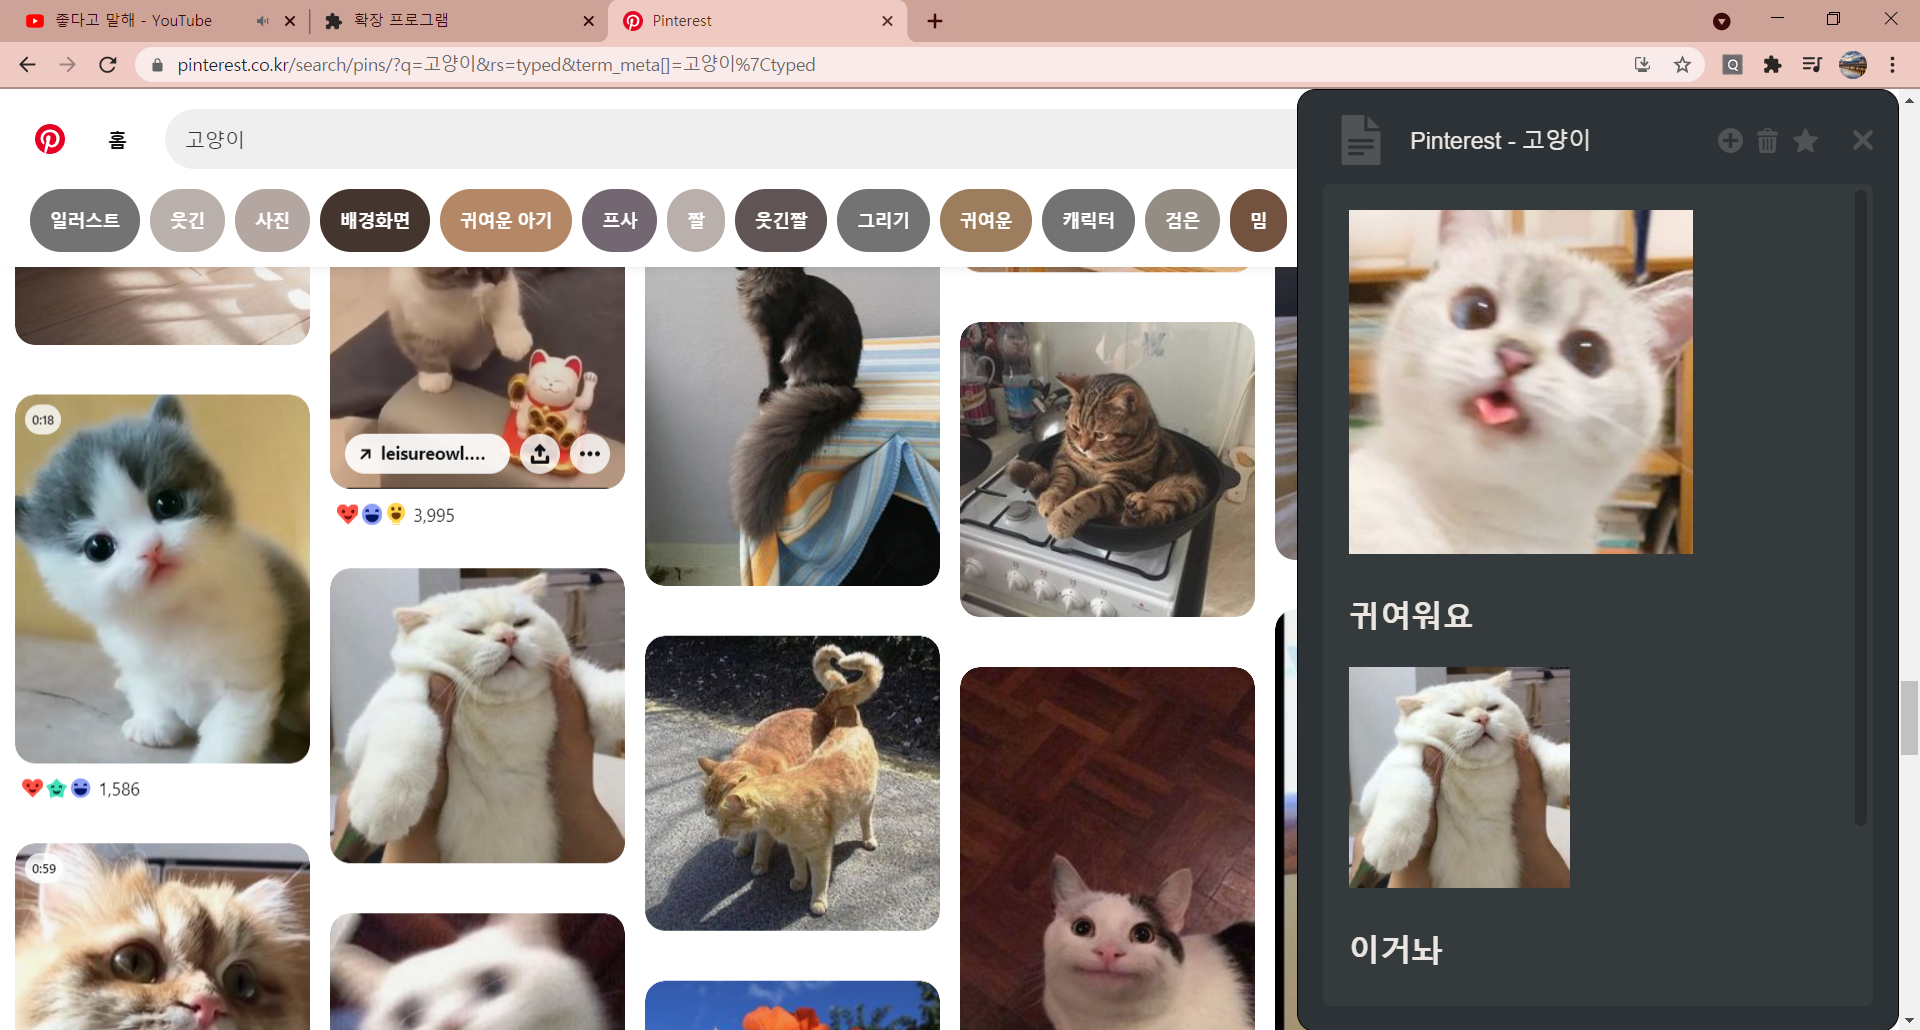 좋다고 말해 - YouTube
확장 프로그램
Pinterest
pinterest.co.kr/search/pins/?q=고양이&rs=typed&term_meta[]=고양이%7Ctyped
홈
고양이
일러스트
웃긴
사진
배경화면
귀여운 아기
프사
짤
웃긴짤
그리기
귀여운
캐릭터
검은
밈
0:18
leisureowl....
3,995
1,586
0:59
Pinterest - 고양이
귀여워요
이거놔